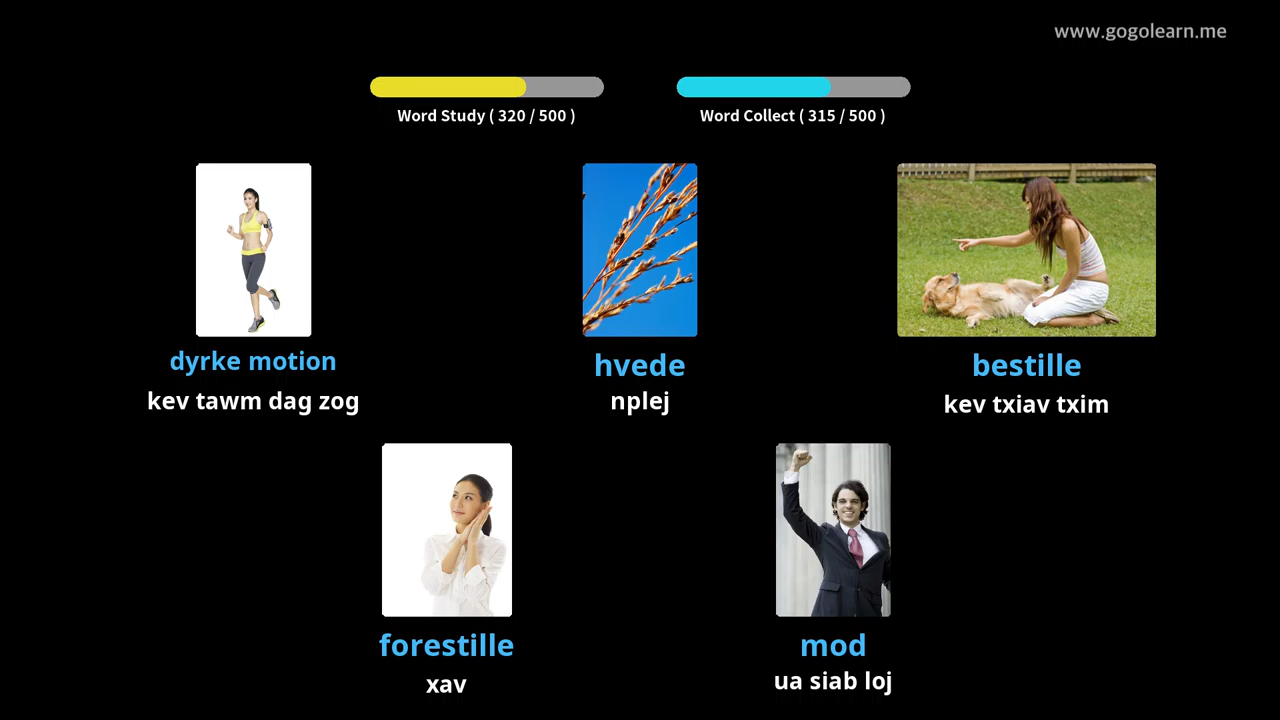 www.gogolearn.me
Word Study ( 320 / 500 )
Word Collect ( 315 / 500 )
dyrke motion
kev tawm dag zog
hvede
nplej
bestille
kev txiav txim
forestille
xav
mod
ua siab loj